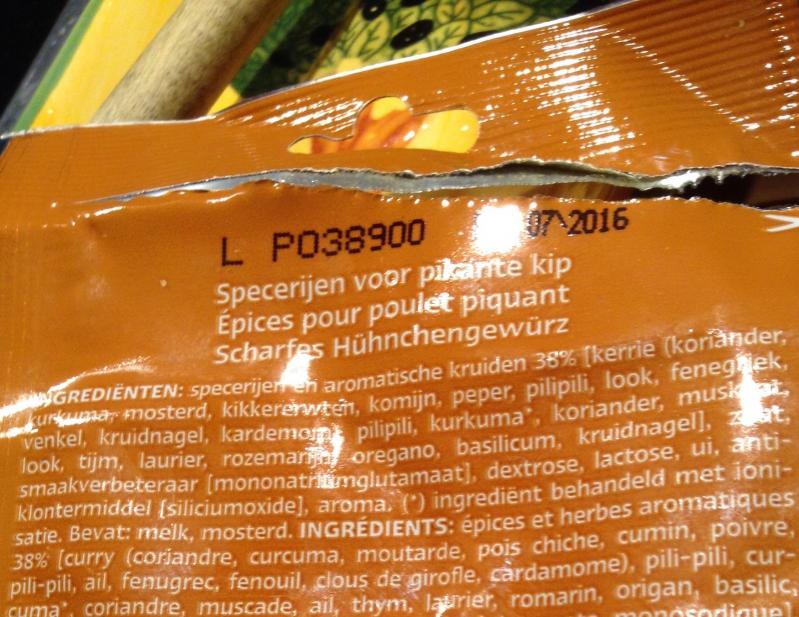 L P038900 07\2016
Specerijen voor pikante kip
Épices pour poulet piquant
Scharfes Hühnchengewürz
INGREDIËNTEN: specerijen en aromatische kruiden 38% [kerrie (koriander,
kurkuma, mosterd, kikkererwten, komijn, peper, pilipili, look, fenegriek,
venkel, kruidnagel, kardemom), pilipili, kurkuma*, koriander, muskaat,
look, tijm, laurier, rozemarijn, oregano, basilicum, kruidnagel], zout,
smaakverbeteraar [mononatriumglutamaat], dextrose, lactose, ui, anti-
klontermiddel [siliciumoxide], aroma. (*) ingrediënt behandeld met ioni-
satie. Bevat: melk, mosterd. INGRÉDIENTS: épices et herbes aromatiques
38% [curry (coriandre, curcuma, moutarde, pois chiche, cumin, poivre,
pili-pili, ail, fenugrec, fenouil, clous de girofle, cardamome), pili-pili, cur-
cuma*, coriandre, muscade, ail, thym, laurier, romarin, origan, basilic,
monosodique]